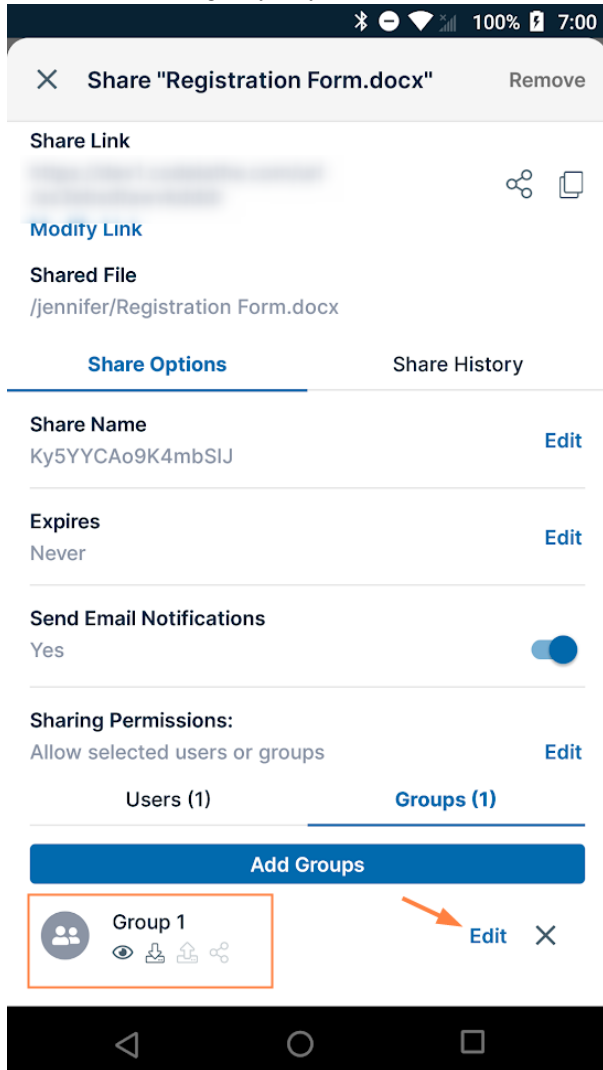 100% 7:00
Share "Registration Form.docx" Remove
Share Link
Modify Link
Shared File
/jennifer/Registration Form.docx
Share Options Share History
Share Name
Ky5YYCAo9K4mbSIJ
Edit
Expires
Never
Edit
Send Email Notifications
Yes
Sharing Permissions:
Allow selected users or groups Edit
Users (1) Groups (1)
Add Groups
Group 1
Edit